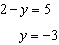 2 − y = 5
y = −3